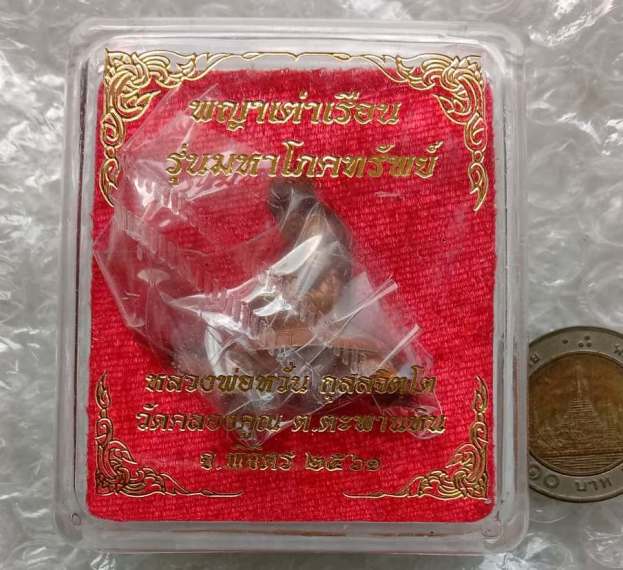 พญาเต่าเรือน
รุ่นมหาโภคทรัพย์
หลวงพ่อหวั่น กุสลจิตโต
วัดคลองคูณ ต.ตะพานหิน
จ.พิจิตร ๒๕๖๑
๑๐ บาท